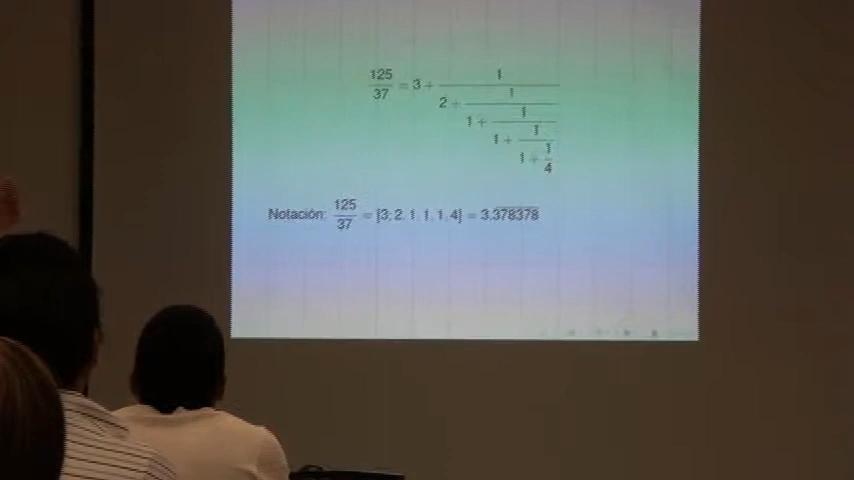 125/37 = 3 + 1/(2 + 1/(1 + 1/(1 + 1/(1 + 1/4))))
Notación: 125/37 = [3; 2, 1, 1, 1, 4] = 3.378378